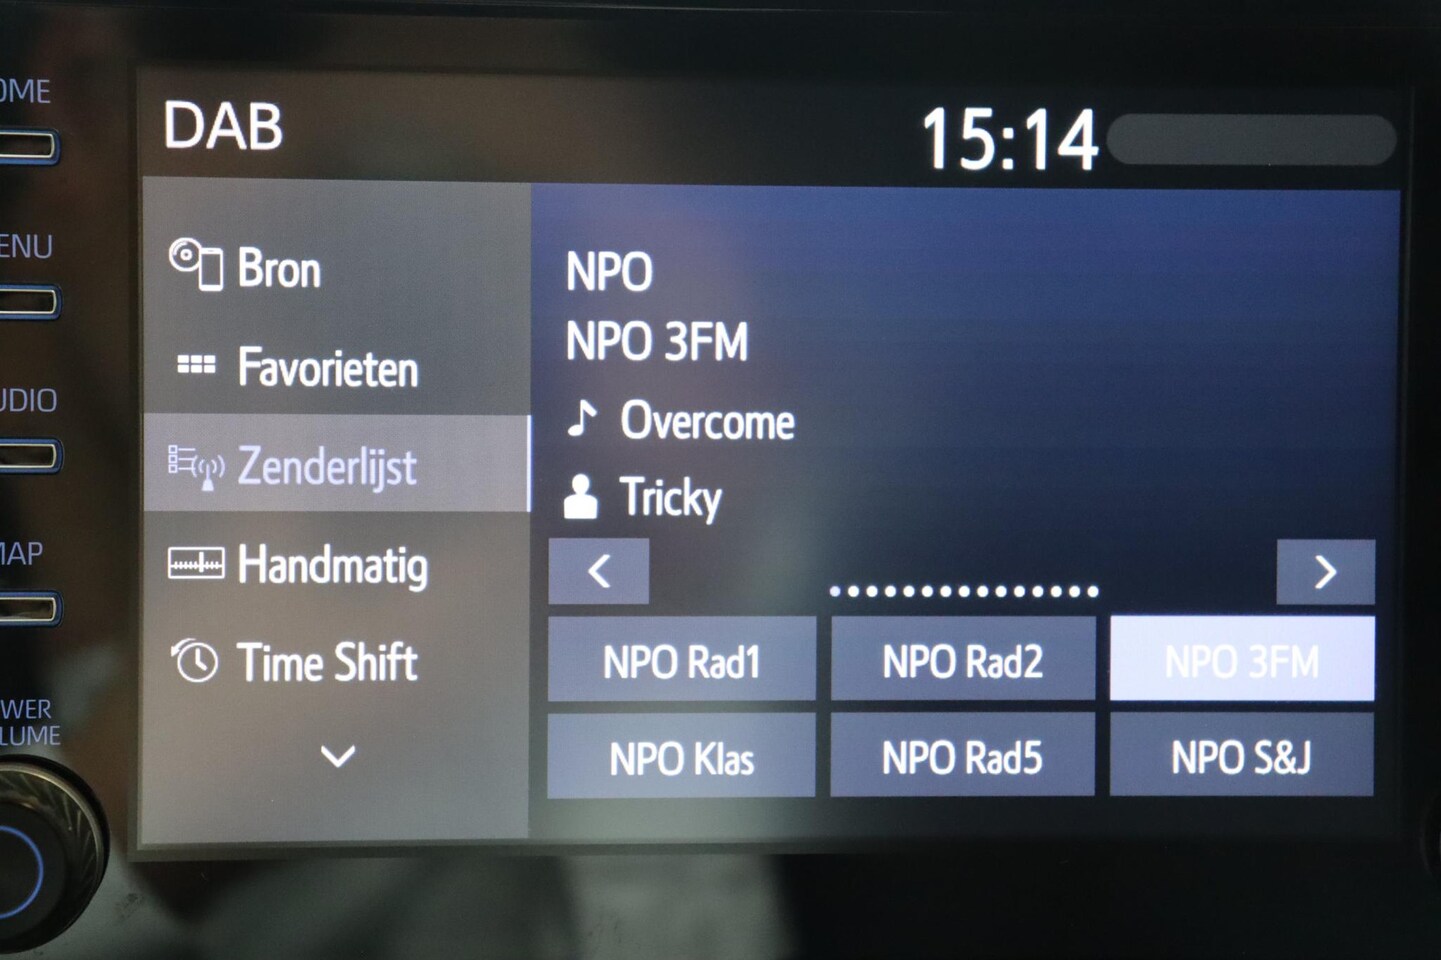 DAB
15:14
Bron
Favorieten
Zenderlijst
Handmatig
Time Shift
NPO
NPO 3FM
Overcome
Tricky
NPO Rad1
NPO Rad2
NPO 3FM
NPO Klas
NPO Rad5
NPO S&J
OME
ENU
UDIO
MAP
WER
LUME